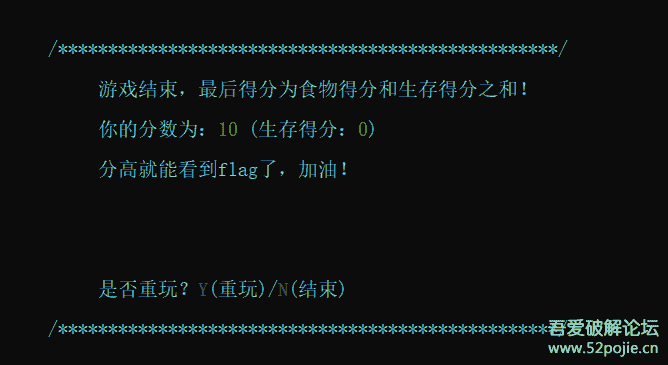 /**************************************************/
游戏结束，最后得分为食物得分和生存得分之和！
你的分数为：10 (生存得分：0)
分高就能看到flag了，加油！
是否重玩？Y(重玩)/N(结束)
/**************************************************/
吾爱破解论坛
www.52pojie.cn